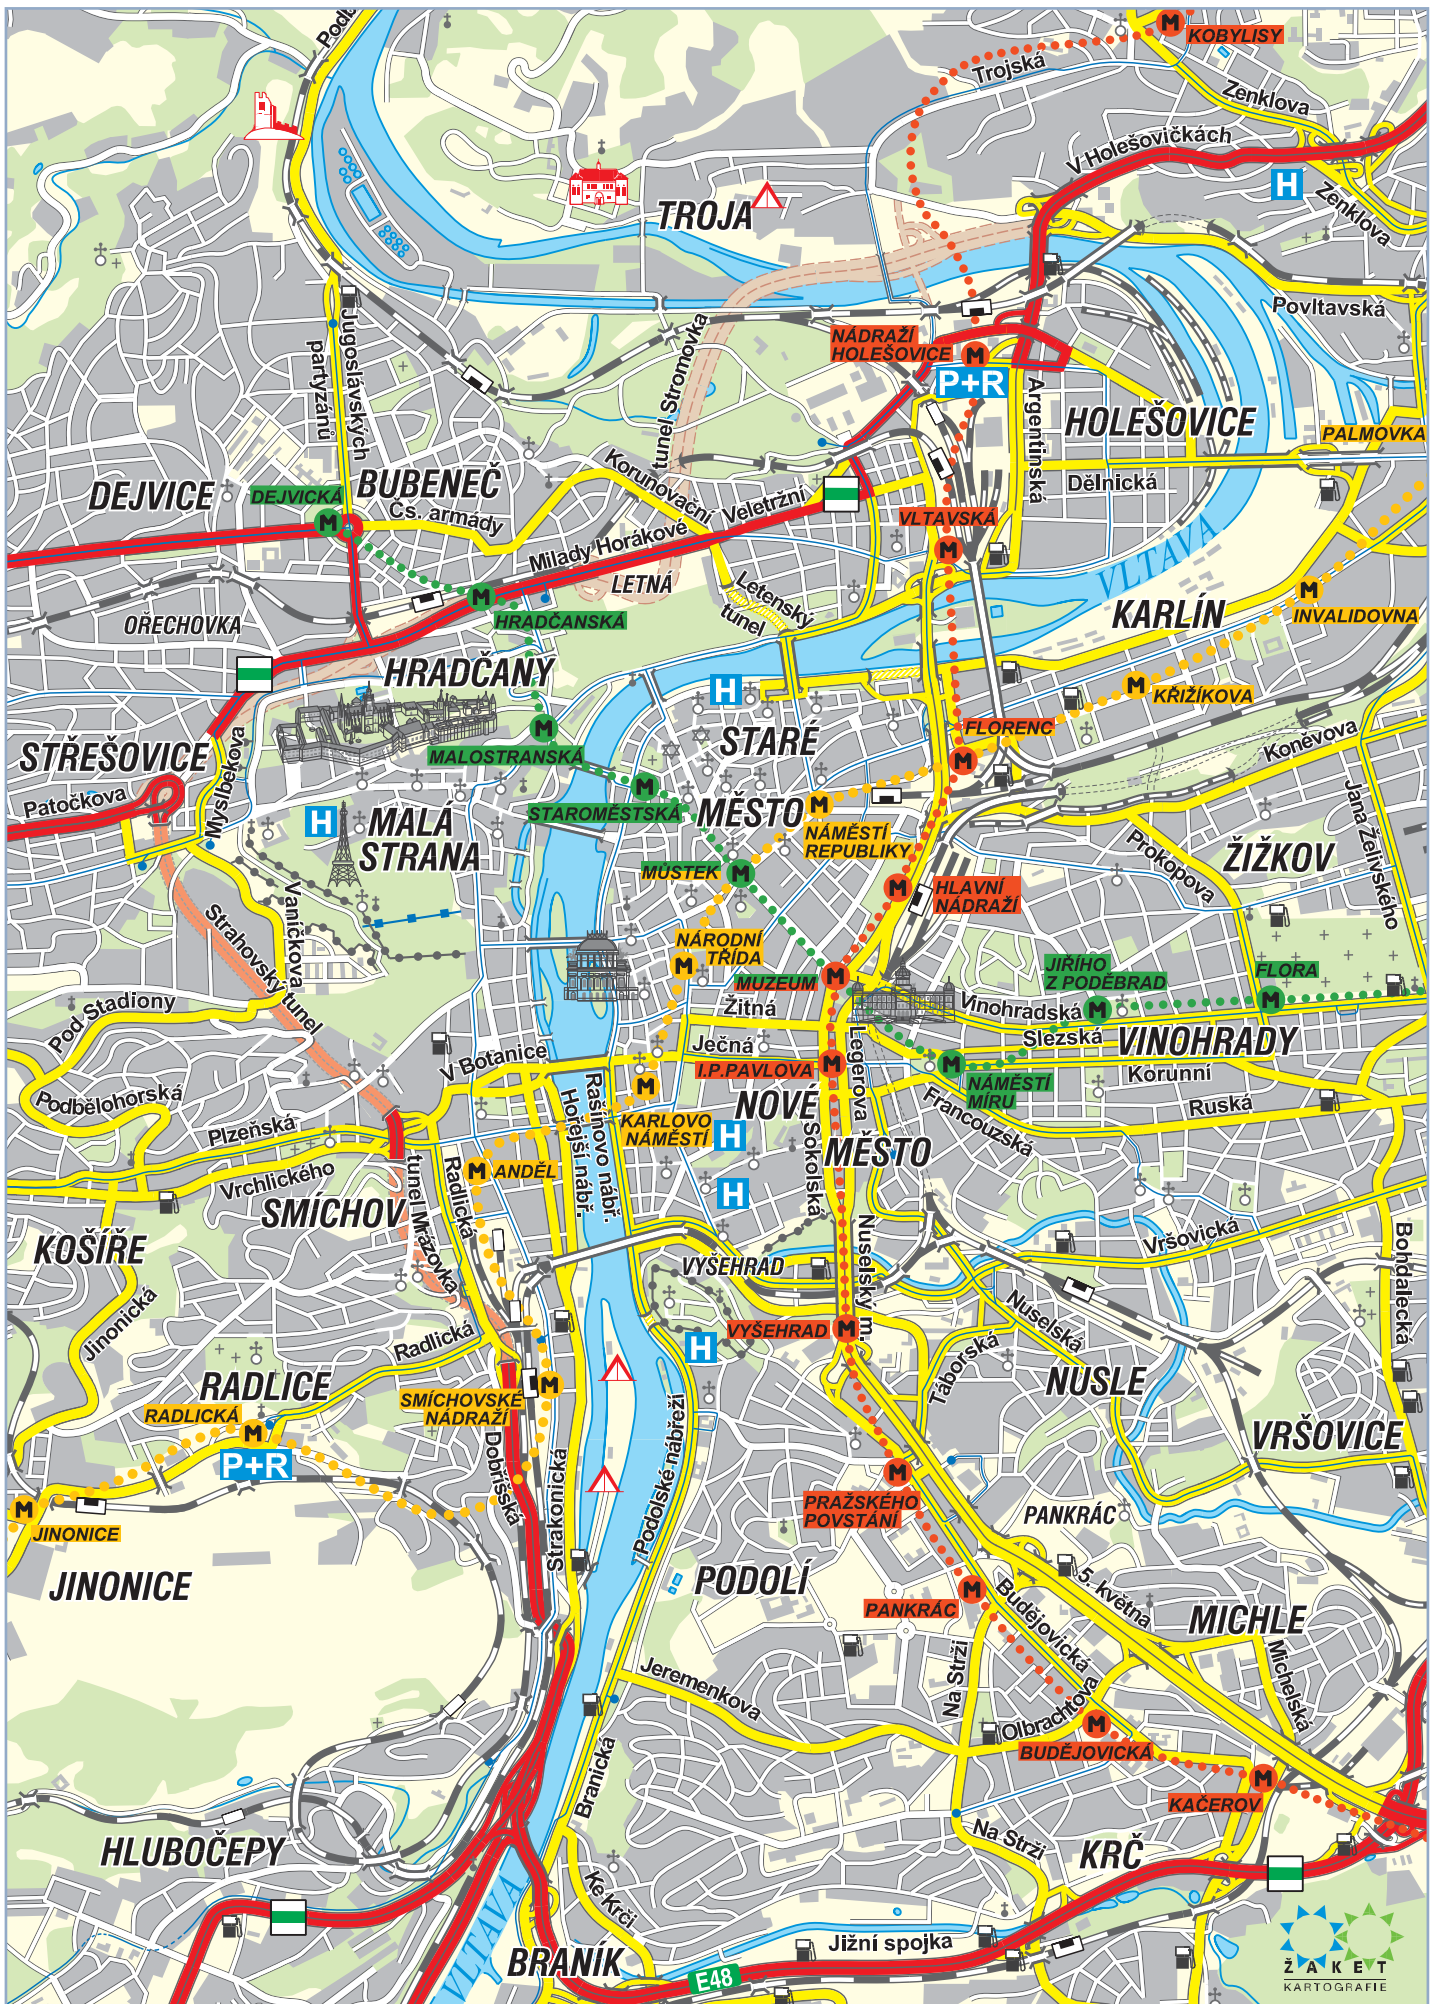 KOBYLISY
Trojská
Zenklova
V Holešovičkách
H
Zenklova
TROJA
Povltavská
NÁDRAŽÍ
HOLEŠOVICE
P+R
Jugoslávských
partyzánů
tunel Stromovka
Argentinská
HOLEŠOVICE
PALMOVKA
DEJVICE
DEJVICKÁ
BUBENEČ
Čs. armády
Korunovační
Veletržní
Milady Horákové
Dělnická
VLTAVSKÁ
VLTAVA
LETNÁ
Letenský
tunel
OŘECHOVKA
HRADČANSKÁ
KARLÍN
INVALIDOVNA
HRADČANY
H
KŘIŽÍKOVA
FLORENC
STŘEŠOVICE
MALOSTRANSKÁ
STARÉ
MĚSTO
Koněvova
Patočkova
Myslbekova
H
MALÁ
STRANA
STAROMĚSTSKÁ
NÁMĚSTÍ
REPUBLIKY
Prokopova
ŽIŽKOV
Jana Želivského
MŮSTEK
HLAVNÍ
NÁDRAŽÍ
Vaníčkova
Strahovský tunel
NÁRODNÍ
TŘÍDA
MUZEUM
JIŘÍHO
Z PODĚBRAD
FLORA
Pod Stadiony
Žitná
Vinohradská
Slezská
VINOHRADY
Ječná
V Botanice
I.P.PAVLOVA
Legerova
NÁMĚSTÍ
MÍRU
Korunní
Ruská
Francouzská
Podbělohorská
Plzeňská
Rašínovo nábř.
Hořejší nábř.
KARLOVO
NÁMĚSTÍ
H
NOVÉ
MĚSTO
Sokolská
ANDĚL
Vrchlického
tunel Mrázovka
Radlická
H
SMÍCHOV
KOŠÍŘE
VYŠEHRAD
Nuselský m.
Vršovická
Bohdalecká
Jinonická
Radlická
VYŠEHRAD
H
Nuselská
Táborská
NUSLE
RADLICE
RADLICKÁ
P+R
SMÍCHOVSKÉ
NÁDRAŽÍ
VRŠOVICE
Dobříšská
Strakonická
Podolské nábřeží
PRAŽSKÉHO
POVSTÁNÍ
PANKRÁC
JINONICE
JINONICE
PODOLÍ
PANKRÁC
5. května
Budějovická
MICHLE
Michelská
Na Strži
Jeremenkova
Olbrachtova
BUDĚJOVICKÁ
KAČEROV
Branická
HLUBOČEPY
Na Strži
KRČ
Ke Krči
VLTAVA
BRANÍK
E48
Jižní spojka
ŽAKET
KARTOGRAFIE